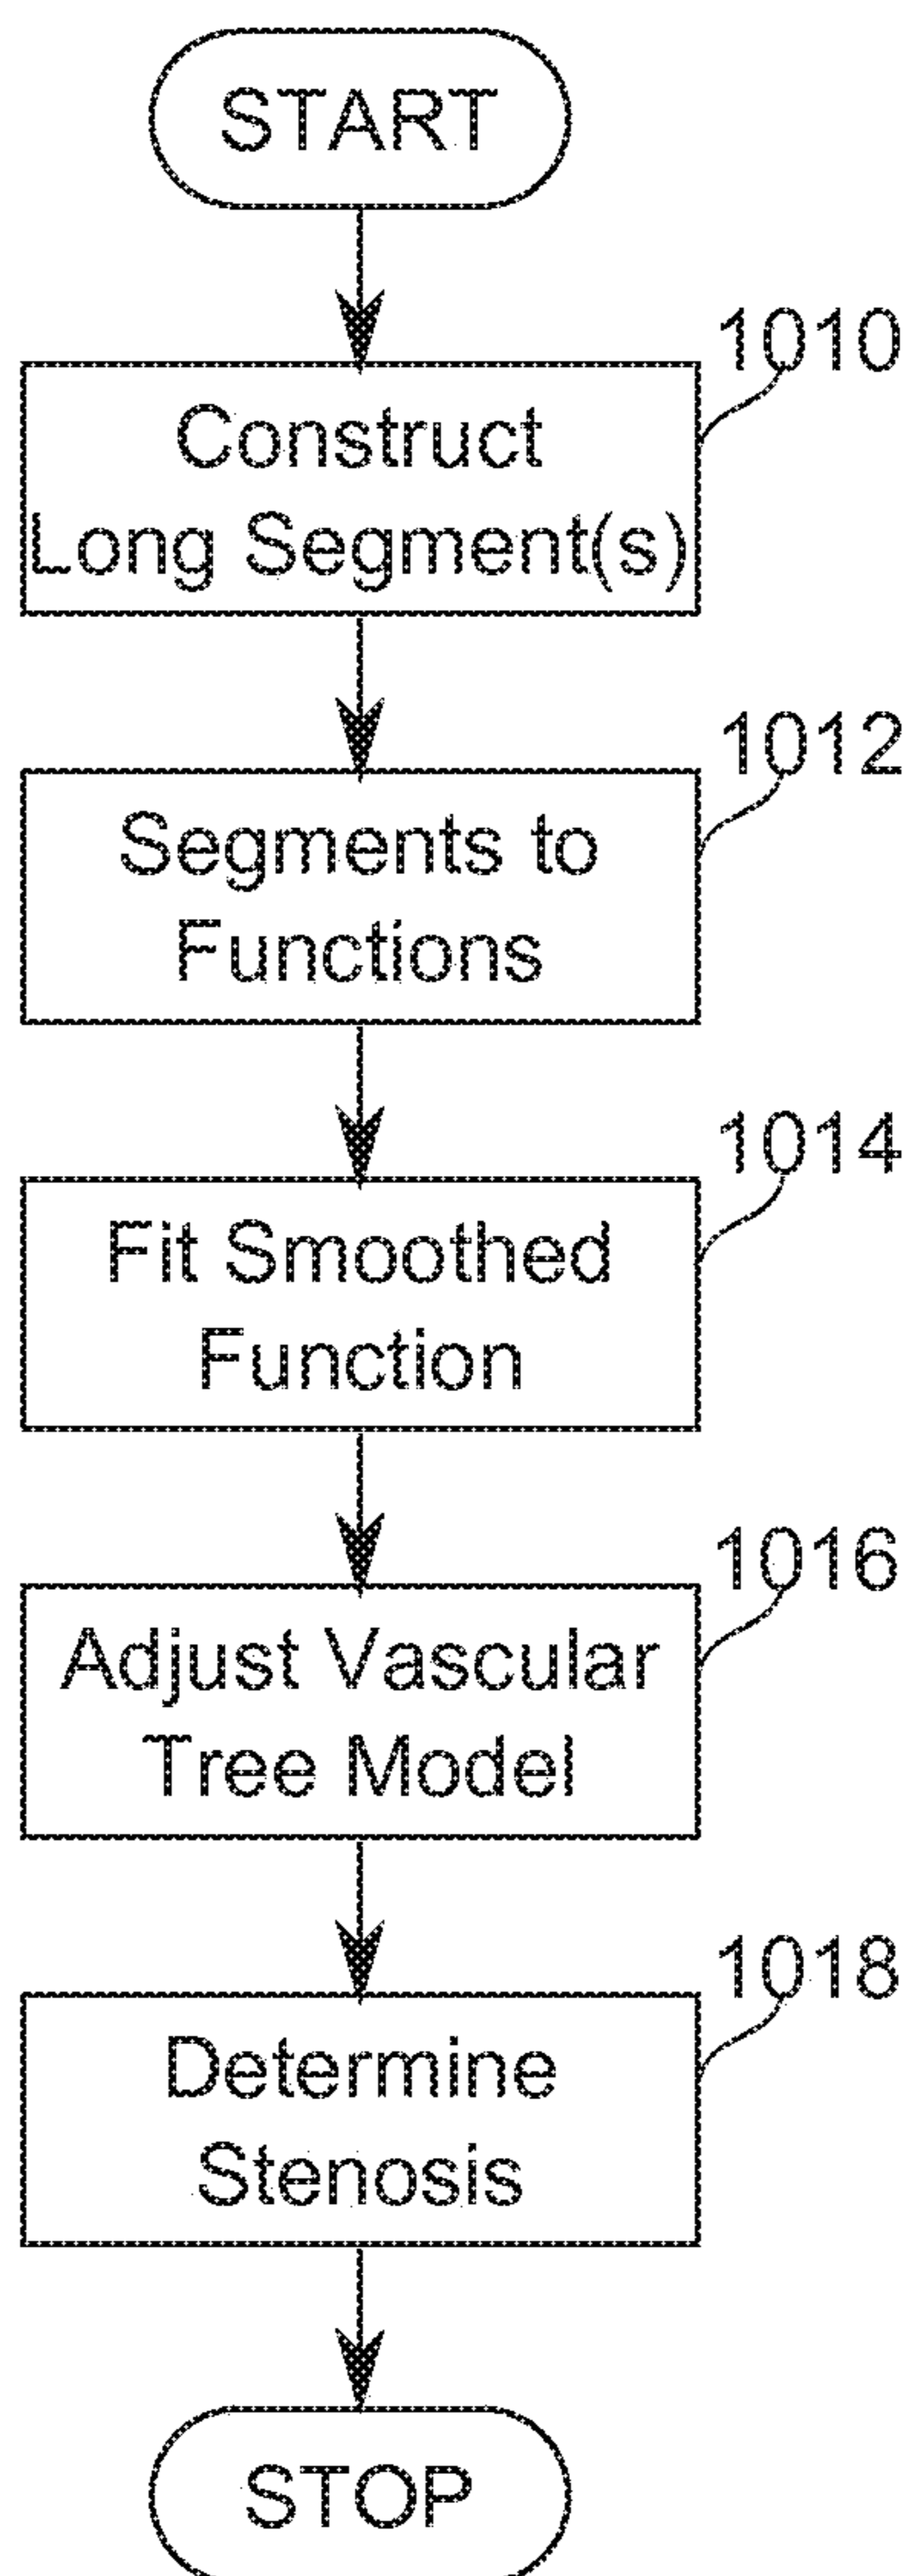 START
1010
Construct
Long Segment(s)
1012
Segments to
Functions
1014
Fit Smoothed
Function
1016
Adjust Vascular
Tree Model
1018
Determine
Stenosis
STOP